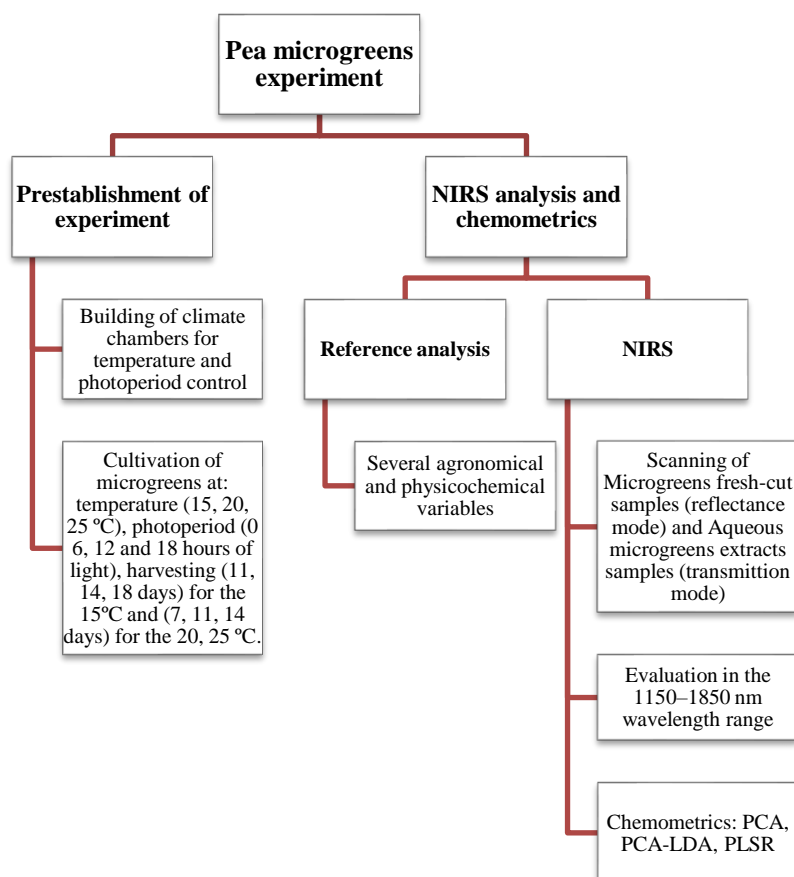 Pea microgreens
experiment
Prestablishment of
experiment
Building of climate
chambers for
temperature and
photoperiod control
Cultivation of
microgreens at:
temperature (15, 20,
25 ºC), photoperiod (0
6, 12 and 18 hours of
light), harvesting (11,
14, 18 days) for the
15ºC and (7, 11, 14
days) for the 20, 25 ºC.
NIRS analysis and
chemometrics
Reference analysis
Several agronomical
and physicochemical
variables
NIRS
Scanning of
Microgreens fresh-cut
samples (reflectance
mode) and Aqueous
microgreens extracts
samples (transmittion
mode)
Evaluation in the
1150–1850 nm
wavelength range
Chemometrics: PCA,
PCA-LDA, PLSR